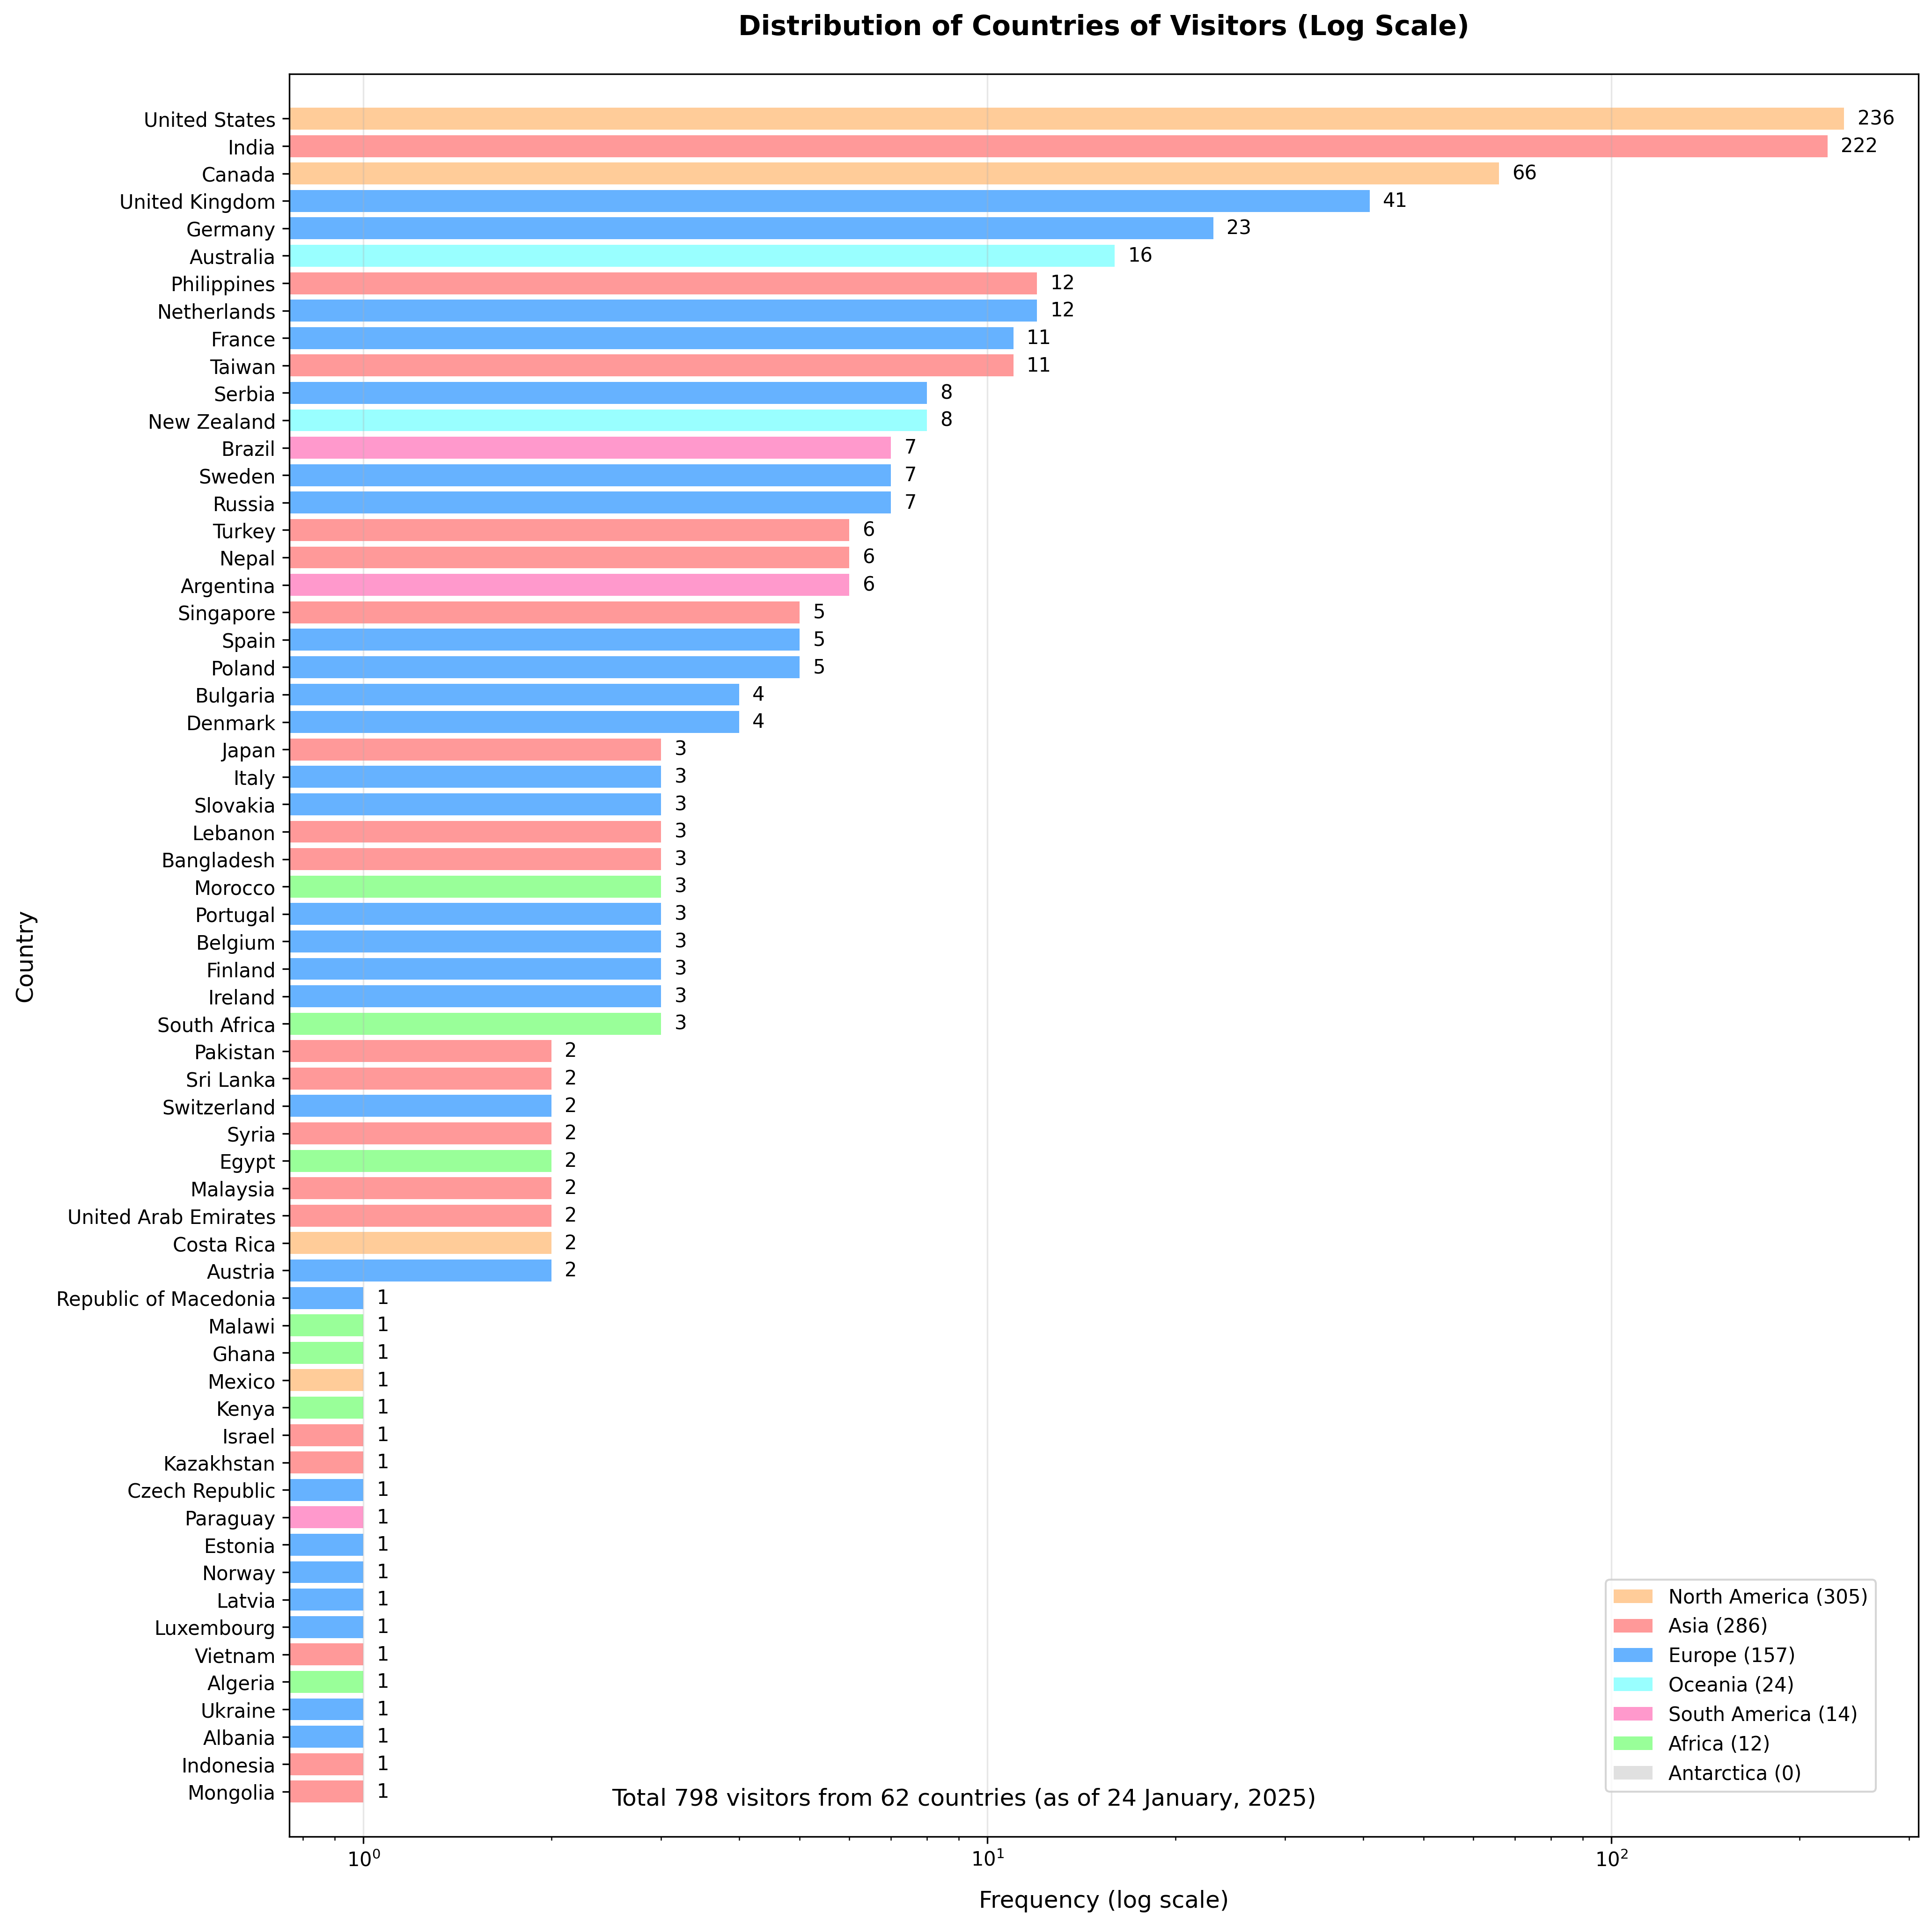 Distribution of Countries of Visitors (Log Scale)
Country
United States 236
India 222
Canada 66
United Kingdom 41
Germany 23
Australia 16
Philippines 12
Netherlands 12
France 11
Taiwan 11
Serbia 8
New Zealand 8
Brazil 7
Sweden 7
Russia 7
Turkey 6
Nepal 6
Argentina 6
Singapore 5
Spain 5
Poland 5
Bulgaria 4
Denmark 4
Japan 3
Italy 3
Slovakia 3
Lebanon 3
Bangladesh 3
Morocco 3
Portugal 3
Belgium 3
Finland 3
Ireland 3
South Africa 3
Pakistan 2
Sri Lanka 2
Switzerland 2
Syria 2
Egypt 2
Malaysia 2
United Arab Emirates 2
Costa Rica 2
Austria 2
Republic of Macedonia 1
Malawi 1
Ghana 1
Mexico 1
Kenya 1
Israel 1
Kazakhstan 1
Czech Republic 1
Paraguay 1
Estonia 1
Norway 1
Latvia 1
Luxembourg 1
Vietnam 1
Algeria 1
Ukraine 1
Albania 1
Indonesia 1
Mongolia 1
North America (305)
Asia (286)
Europe (157)
Oceania (24)
South America (14)
Africa (12)
Antarctica (0)
Total 798 visitors from 62 countries (as of 24 January, 2025)
10⁰ 10¹ 10²
Frequency (log scale)